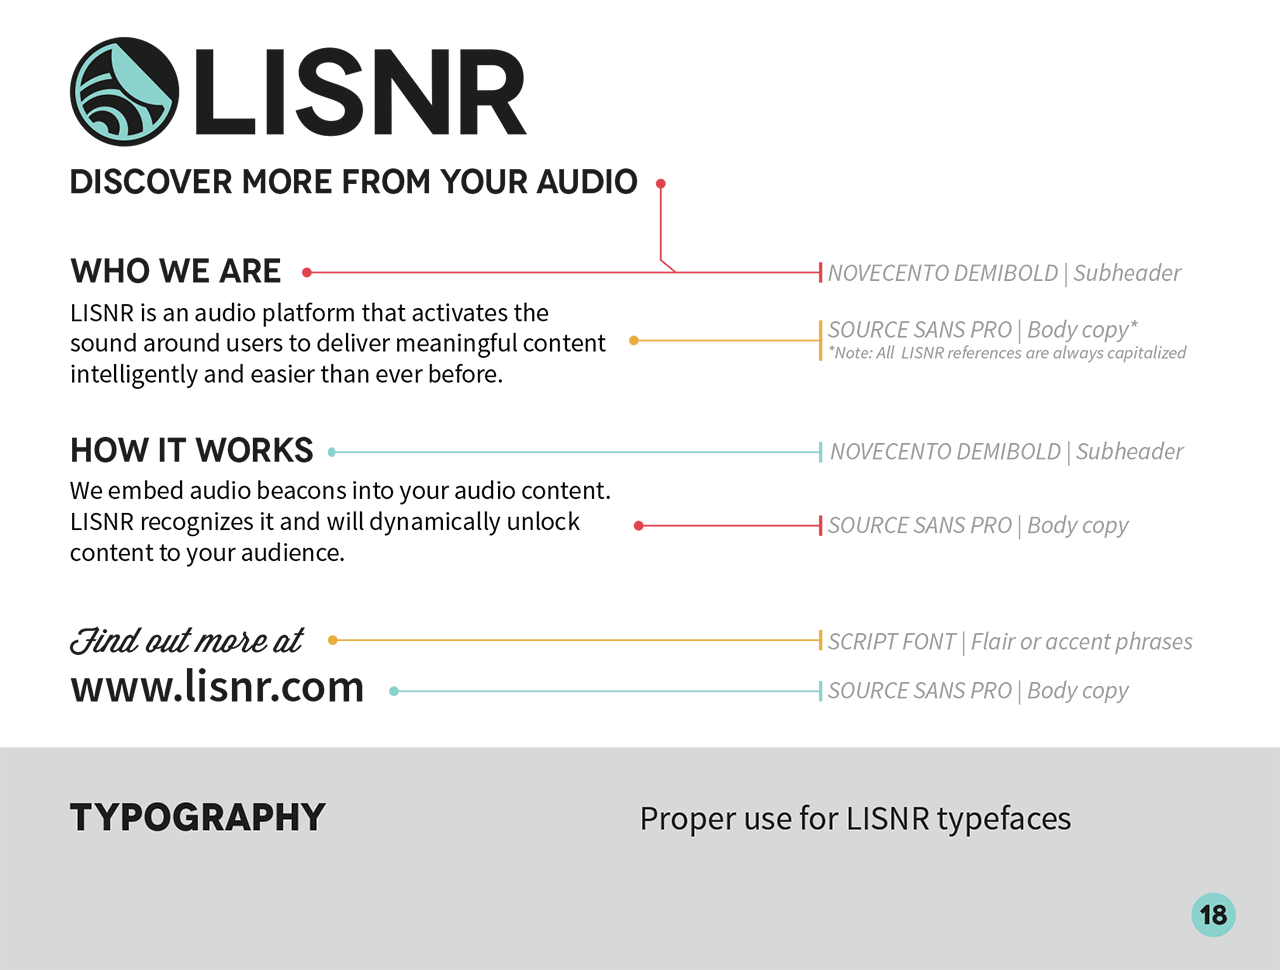 LISNR
DISCOVER MORE FROM YOUR AUDIO
WHO WE ARE
NOVECENTO DEMIBOLD | Subheader
LISNR is an audio platform that activates the
sound around users to deliver meaningful content
intelligently and easier than ever before.
SOURCE SANS PRO | Body copy*
*Note: All LISNR references are always capitalized
HOW IT WORKS
NOVECENTO DEMIBOLD | Subheader
We embed audio beacons into your audio content.
LISNR recognizes it and will dynamically unlock
content to your audience.
SOURCE SANS PRO | Body copy
Find out more at
SCRIPT FONT | Flair or accent phrases
www.lisnr.com
SOURCE SANS PRO | Body copy
TYPOGRAPHY
Proper use for LISNR typefaces
18